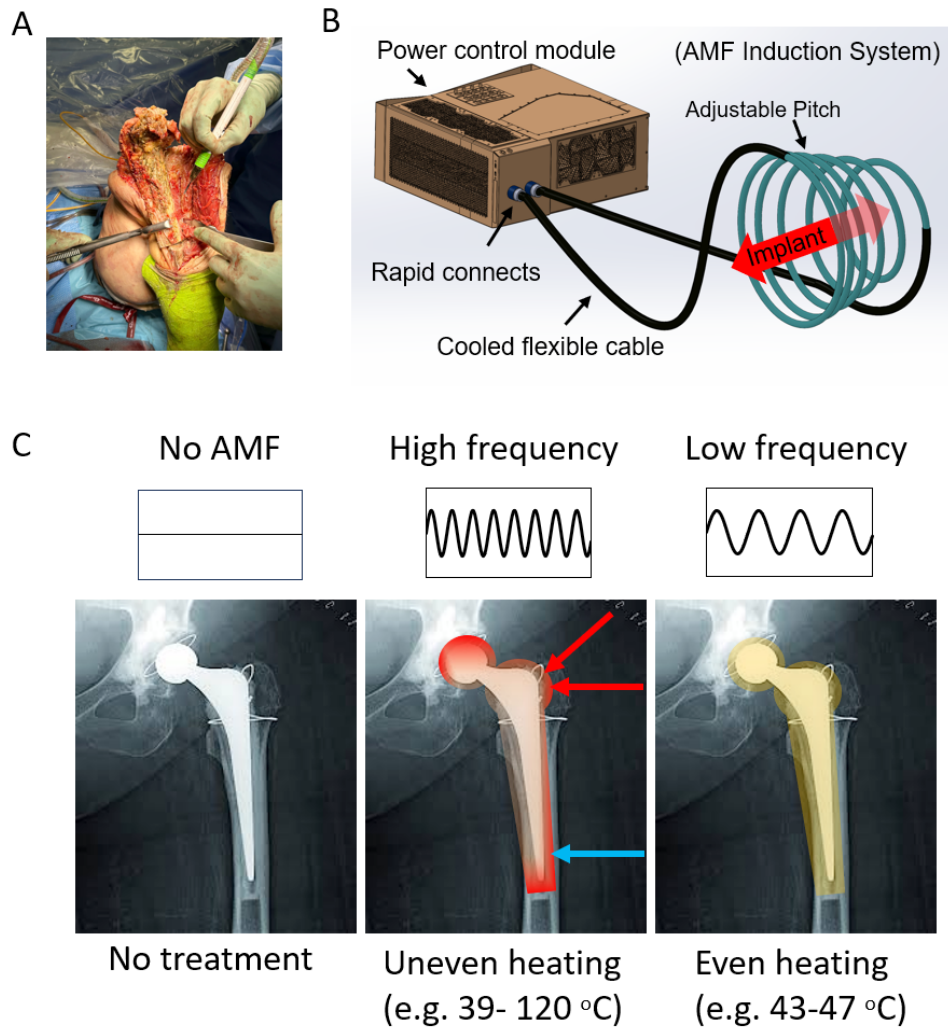 A
B
Power control module
(AMF Induction System)
Adjustable Pitch
Implant
Rapid connects
Cooled flexible cable
C
No AMF
High frequency
Low frequency
No treatment
Uneven heating
(e.g. 39- 120 °C)
Even heating
(e.g. 43-47 °C)